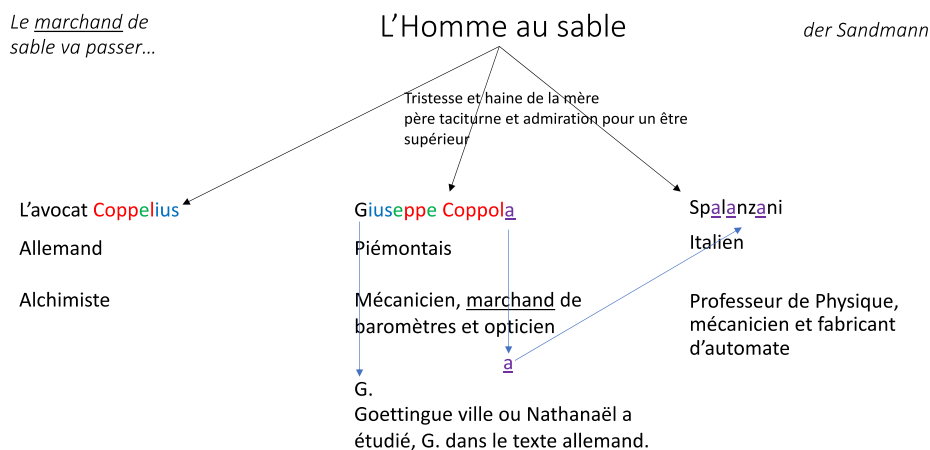 Le marchand de
sable va passer…
L’Homme au sable
der Sandmann
Tristesse et haine de la mère
père taciturne et admiration pour un être
supérieur
L’avocat Coppelius
Allemand
Alchimiste
Giuseppe Coppola
Piémontais
Mécanicien, marchand de
baromètres et opticien
a
G.
Goettingue ville ou Nathanaël a
étudié, G. dans le texte allemand.
Spalanzani
Italien
Professeur de Physique,
mécanicien et fabricant
d’automate